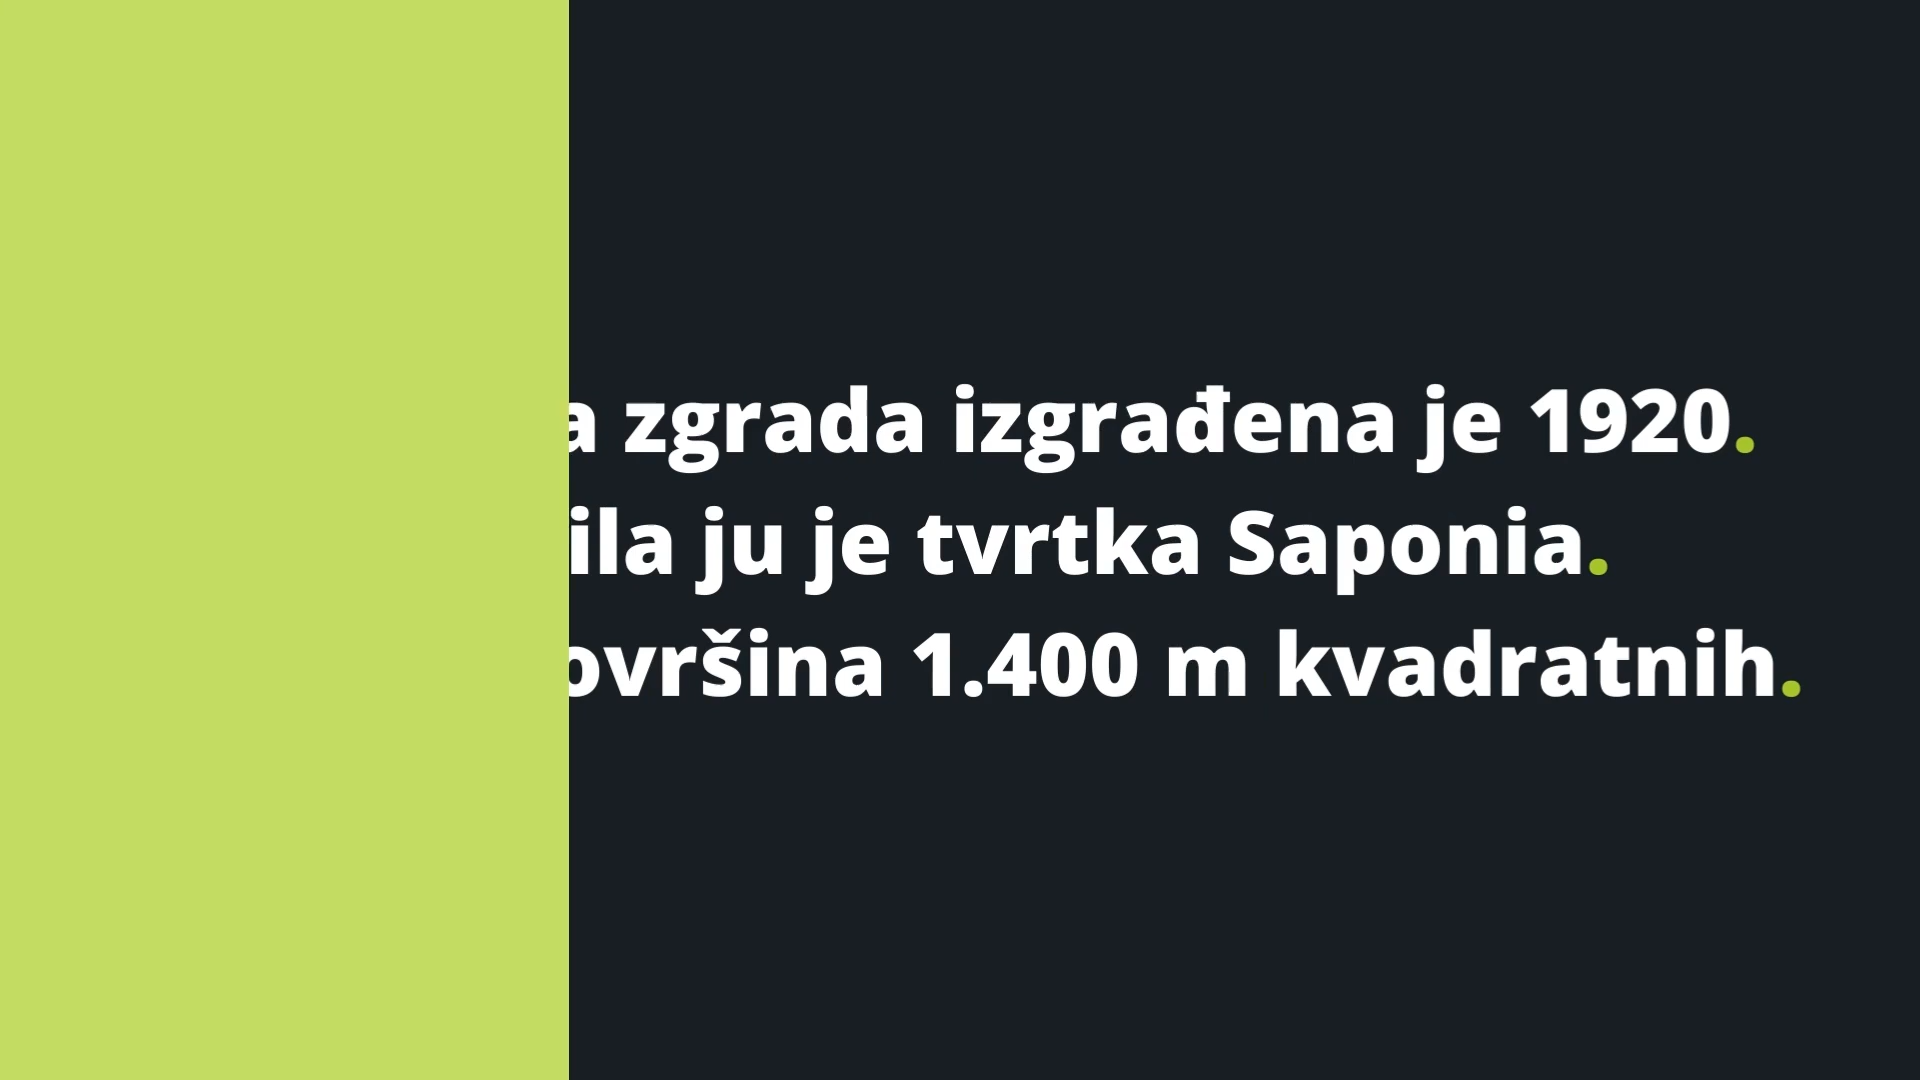 a zgrada izgrađena je 1920.
ila ju je tvrtka Saponia.
ovršina 1.400 m kvadratnih.